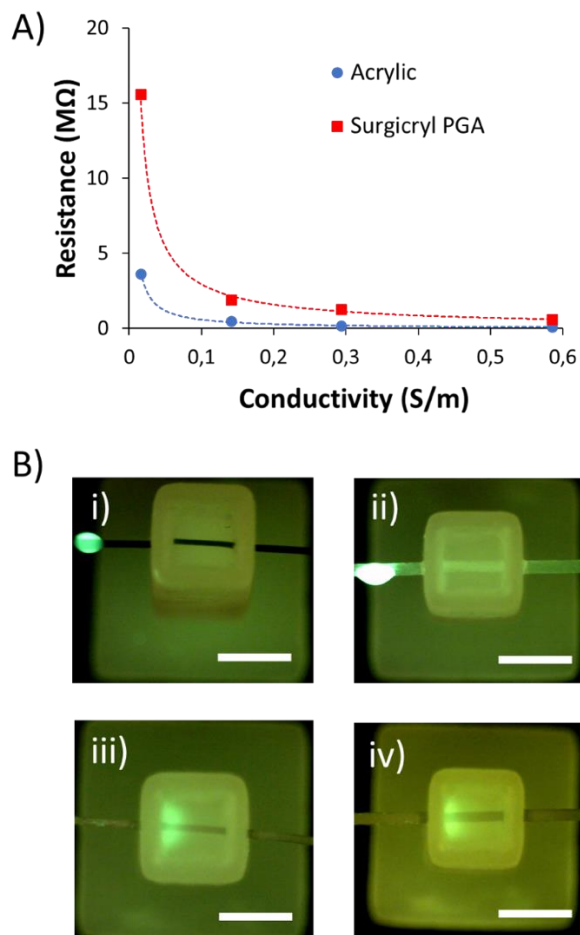 A)
20
15
10
5
0
Resistance (MΩ)
Acrylic
Surgicryl PGA
0 0,1 0,2 0,3 0,4 0,5 0,6
Conductivity (S/m)
B)
i)
ii)
iii)
iv)